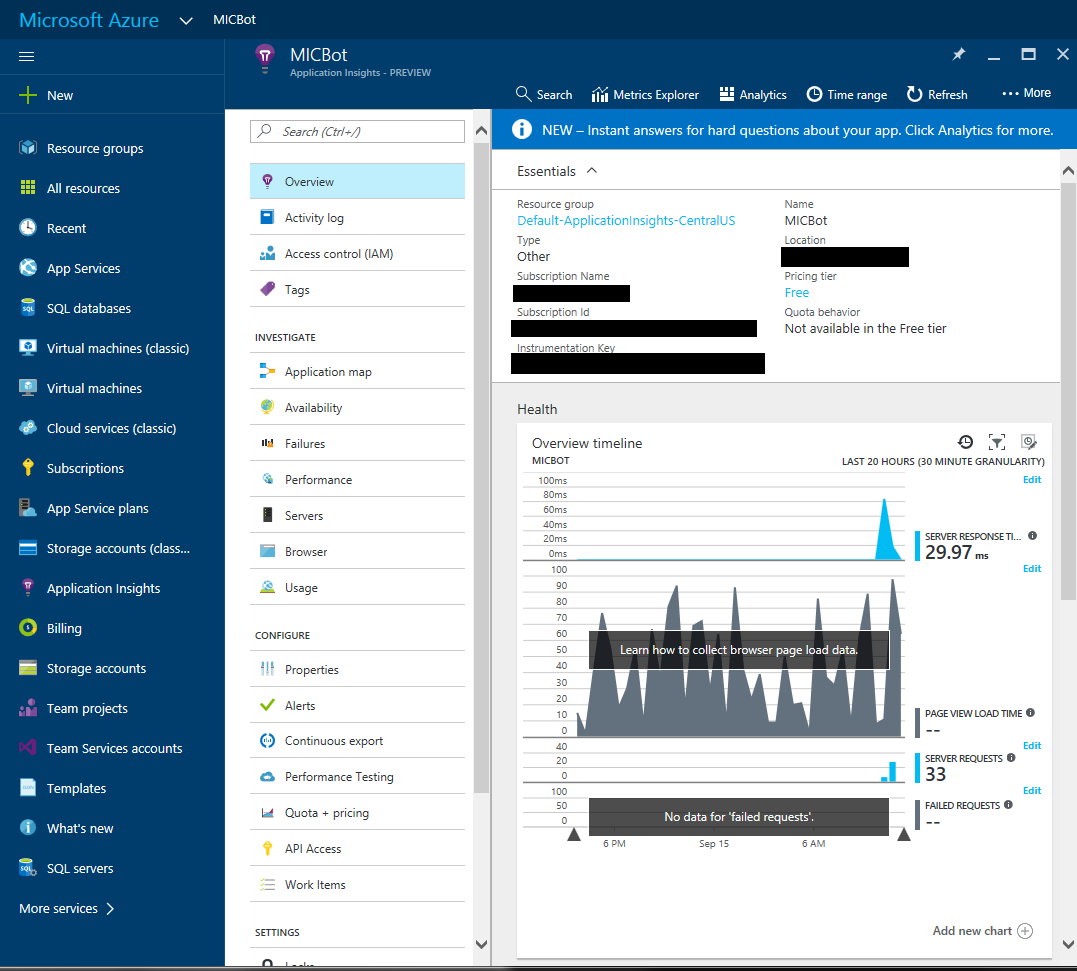 Microsoft Azure MICBot
MICBot
Application Insights - PREVIEW
Search Metrics Explorer Analytics Time range Refresh More
New
Resource groups
All resources
Recent
App Services
SQL databases
Virtual machines (classic)
Virtual machines
Cloud services (classic)
Subscriptions
App Service plans
Storage accounts (class...
Application Insights
Billing
Storage accounts
Team projects
Team Services accounts
Templates
What's new
SQL servers
More services
Search (Ctrl+/)
Overview
Activity log
Access control (IAM)
Tags
INVESTIGATE
Application map
Availability
Failures
Performance
Servers
Browser
Usage
CONFIGURE
Properties
Alerts
Continuous export
Performance Testing
Quota + pricing
API Access
Work Items
SETTINGS
Locks
NEW – Instant answers for hard questions about your app. Click Analytics for more.
Essentials
Resource group
Default-ApplicationInsights-CentralUS
Type
Other
Subscription Name
Subscription Id
Instrumentation Key
Name
MICBot
Location
Pricing tier
Free
Quota behavior
Not available in the Free tier
Health
Overview timeline
MICBOT
LAST 20 HOURS (30 MINUTE GRANULARITY)
Edit
100ms
80ms
60ms
40ms
20ms
0ms
SERVER RESPONSE TI...
29.97 ms
Edit
100
90
80
70
60
50
40
30
20
10
0
Learn how to collect browser page load data.
PAGE VIEW LOAD TIME
--
Edit
40
20
0
SERVER REQUESTS
33
Edit
100
50
0
No data for 'failed requests'.
FAILED REQUESTS
--
6 PM Sep 15 6 AM
Add new chart